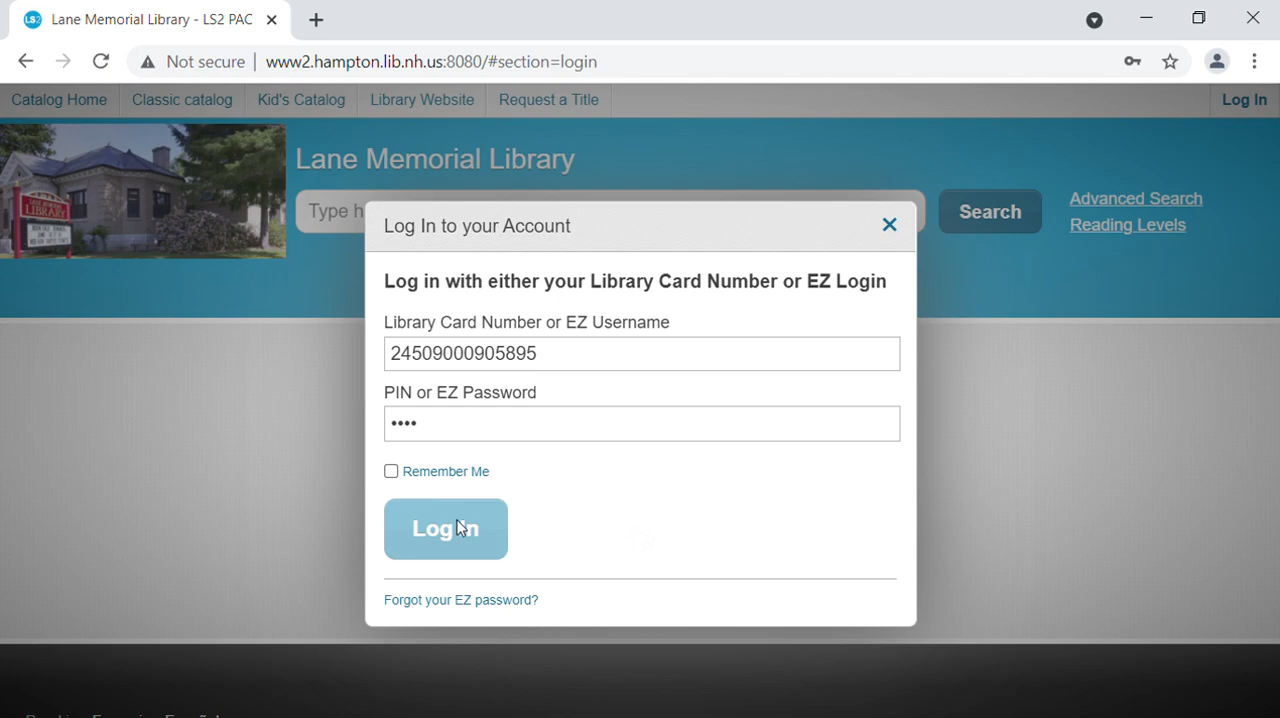 Lane Memorial Library - LS2 PAC
Not secure | www2.hampton.lib.nh.us:8080/#section=login
Catalog Home
Classic catalog
Kid's Catalog
Library Website
Request a Title
Log In
LIBRARY
Lane Memorial Library
Type h
Search
Advanced Search
Reading Levels
Log In to your Account
Log in with either your Library Card Number or EZ Login
Library Card Number or EZ Username
24509000905895
PIN or EZ Password
••••
Remember Me
Log In
Forgot your EZ password?